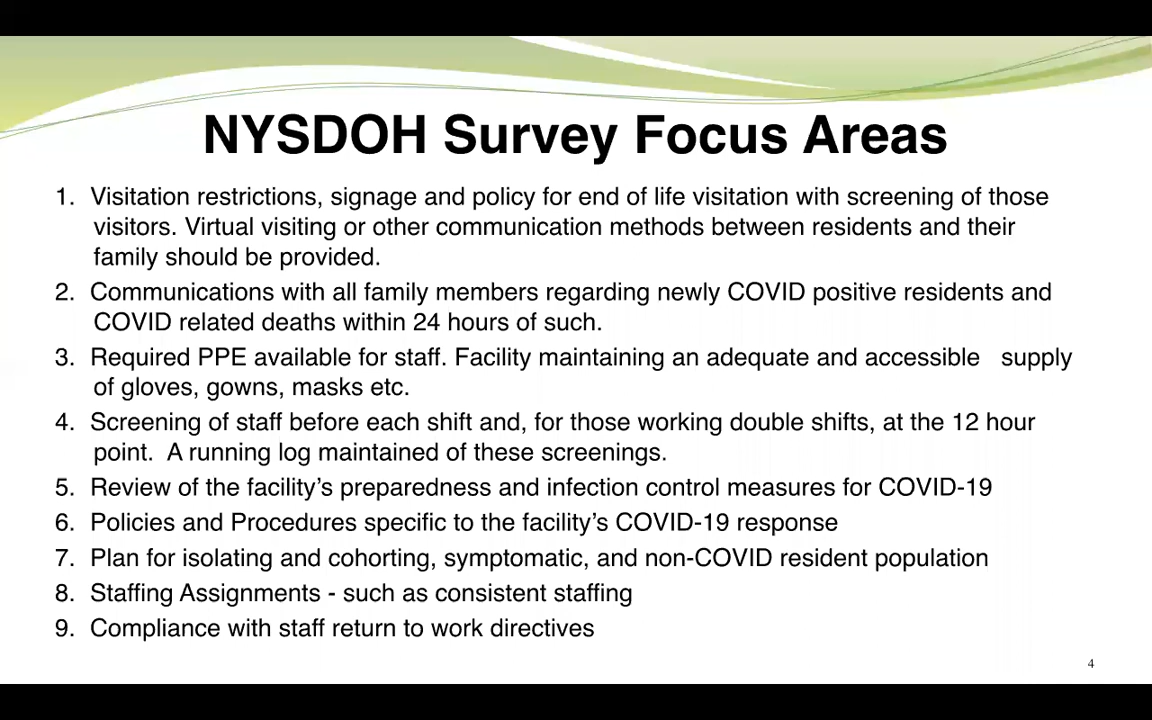 NYSDOH Survey Focus Areas
1. Visitation restrictions, signage and policy for end of life visitation with screening of those
visitors. Virtual visiting or other communication methods between residents and their
family should be provided.
2. Communications with all family members regarding newly COVID positive residents and
COVID related deaths within 24 hours of such.
3. Required PPE available for staff. Facility maintaining an adequate and accessible supply
of gloves, gowns, masks etc.
4. Screening of staff before each shift and, for those working double shifts, at the 12 hour
point. A running log maintained of these screenings.
5. Review of the facility’s preparedness and infection control measures for COVID-19
6. Policies and Procedures specific to the facility’s COVID-19 response
7. Plan for isolating and cohorting, symptomatic, and non-COVID resident population
8. Staffing Assignments - such as consistent staffing
9. Compliance with staff return to work directives
4